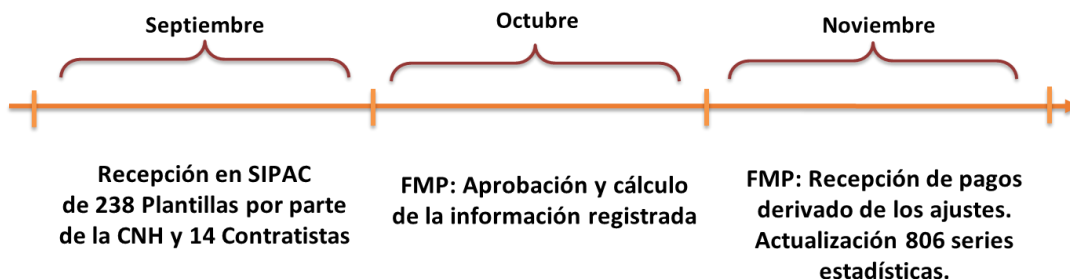 Septiembre
Octubre
Noviembre
Recepción en SIPAC
de 238 Plantillas por parte
de la CNH y 14 Contratistas
FMP: Aprobación y cálculo
de la información registrada
FMP: Recepción de pagos
derivado de los ajustes.
Actualización 806 series
estadísticas.